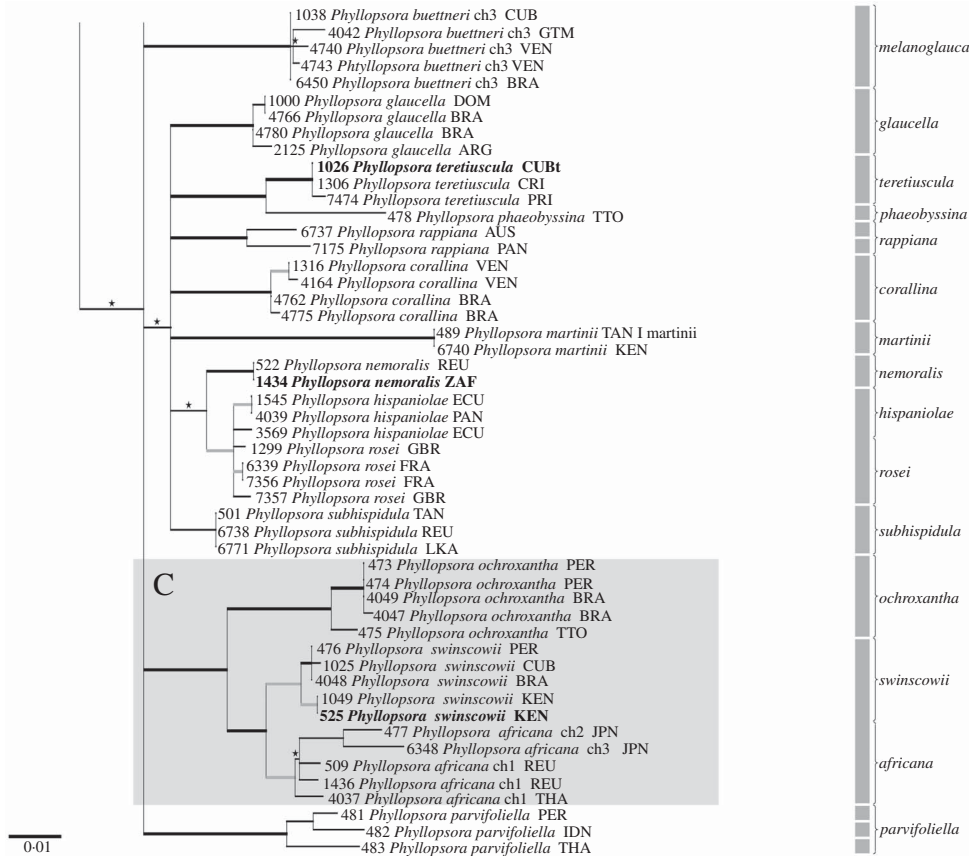 1038 Phyllopsora buettneri ch3 CUB
4042 Phyllopsora buettneri ch3 GTM
4740 Phyllopsora buettneri ch3 VEN
4743 Phtyllopsora buettneri ch3 VEN
6450 Phyllopsora buettneri ch3 BRA
melanoglauca
1000 Phyllopsora glaucella DOM
4766 Phyllopsora glaucella BRA
4780 Phyllopsora glaucella BRA
2125 Phyllopsora glaucella ARG
glaucella
1026 Phyllopsora teretiuscula CUBt
1306 Phyllopsora teretiuscula CRI
7474 Phyllopsora teretiuscula PRI
teretiuscula
478 Phyllopsora phaeobyssina TTO
phaeobyssina
6737 Phyllopsora rappiana AUS
7175 Phyllopsora rappiana PAN
rappiana
1316 Phyllopsora corallina VEN
4164 Phyllopsora corallina VEN
4762 Phyllopsora corallina BRA
4775 Phyllopsora corallina BRA
corallina
489 Phyllopsora martinii TAN I martinii
6740 Phyllopsora martinii KEN
martinii
522 Phyllopsora nemoralis REU
1434 Phyllopsora nemoralis ZAF
nemoralis
1545 Phyllopsora hispaniolae ECU
4039 Phyllopsora hispaniolae PAN
3569 Phyllopsora hispaniolae ECU
hispaniolae
1299 Phyllopsora rosei GBR
6339 Phyllopsora rosei FRA
7356 Phyllopsora rosei FRA
7357 Phyllopsora rosei GBR
rosei
501 Phyllopsora subhispidula TAN
6738 Phyllopsora subhispidula REU
6771 Phyllopsora subhispidula LKA
subhispidula
C
473 Phyllopsora ochroxantha PER
474 Phyllopsora ochroxantha PER
4049 Phyllopsora ochroxantha BRA
4047 Phyllopsora ochroxantha BRA
475 Phyllopsora ochroxantha TTO
ochroxantha
476 Phyllopsora swinscowii PER
1025 Phyllopsora swinscowii CUB
4048 Phyllopsora swinscowii BRA
1049 Phyllopsora swinscowii KEN
525 Phyllopsora swinscowii KEN
swinscowii
477 Phyllopsora africana ch2 JPN
6348 Phyllopsora africana ch3 JPN
509 Phyllopsora africana ch1 REU
1436 Phyllopsora africana ch1 REU
4037 Phyllopsora africana ch1 THA
africana
481 Phyllopsora parvifoliella PER
482 Phyllopsora parvifoliella IDN
483 Phyllopsora parvifoliella THA
parvifoliella
0·01